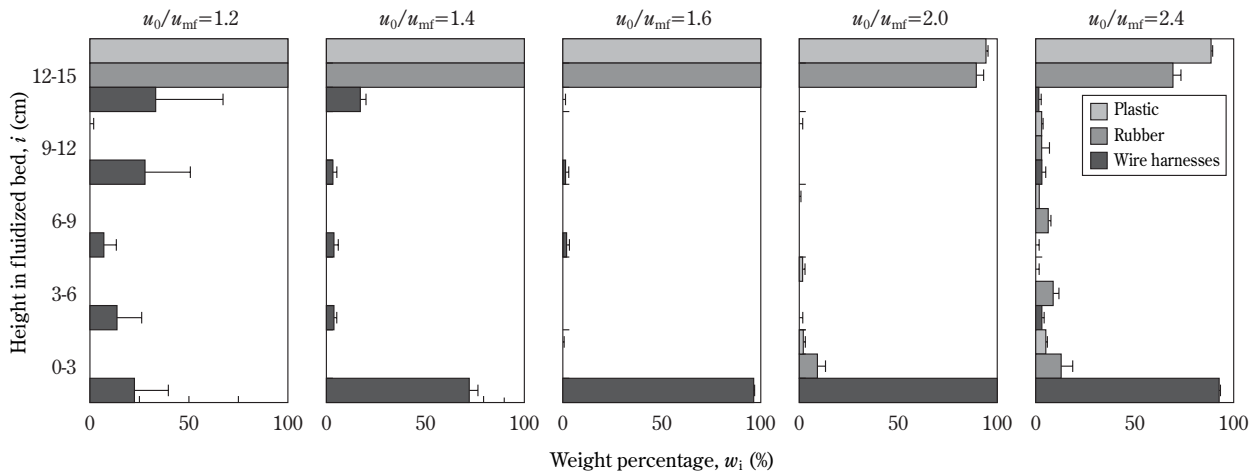 u₀/uₘf=1.2
u₀/uₘf=1.4
u₀/uₘf=1.6
u₀/uₘf=2.0
u₀/uₘf=2.4
Height in fluidized bed, i (cm)
12-15
9-12
6-9
3-6
0-3
Plastic
Rubber
Wire harnesses
0 50 100
0 50 100
0 50 100
0 50 100
0 50 100
Weight percentage, wᵢ (%)